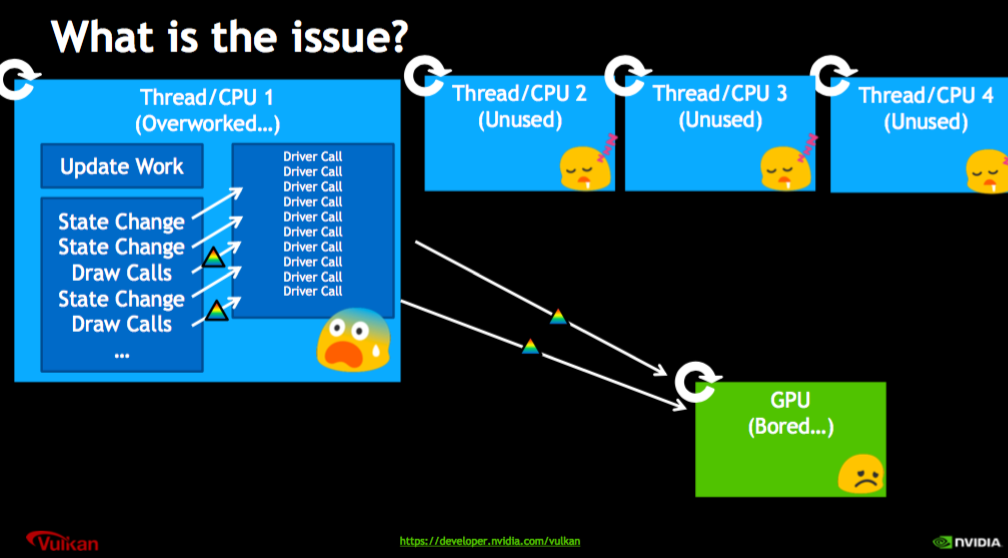 What is the issue?
Thread/CPU 1
(Overworked...)
Update Work
State Change
State Change
Draw Calls
State Change
Draw Calls
...
Driver Call
Driver Call
Driver Call
Driver Call
Driver Call
Driver Call
Driver Call
Driver Call
Driver Call
Driver Call
Thread/CPU 2
(Unused)
Thread/CPU 3
(Unused)
Thread/CPU 4
(Unused)
GPU
(Bored...)
Vulkan
https://developer.nvidia.com/vulkan
NVIDIA